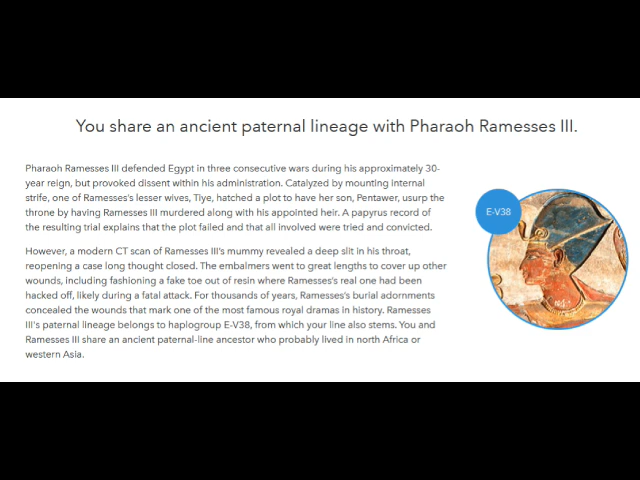 You share an ancient paternal lineage with Pharaoh Ramesses III.
Pharaoh Ramesses III defended Egypt in three consecutive wars during his approximately 30-
year reign, but provoked dissent within his administration. Catalyzed by mounting internal
strife, one of Ramesses's lesser wives, Tiye, hatched a plot to have her son, Pentawer, usurp the
throne by having Ramesses III murdered along with his appointed heir. A papyrus record of
the resulting trial explains that the plot failed and that all involved were tried and convicted.
However, a modern CT scan of Ramesses III's mummy revealed a deep slit in his throat,
reopening a case long thought closed. The embalmers went to great lengths to cover up other
wounds, including fashioning a fake toe out of resin where Ramesses's real one had been
hacked off, likely during a fatal attack. For thousands of years, Ramesses's burial adornments
concealed the wounds that mark one of the most famous royal dramas in history. Ramesses
III's paternal lineage belongs to haplogroup E-V38, from which your line also stems. You and
Ramesses III share an ancient paternal-line ancestor who probably lived in north Africa or
western Asia.
E-V38